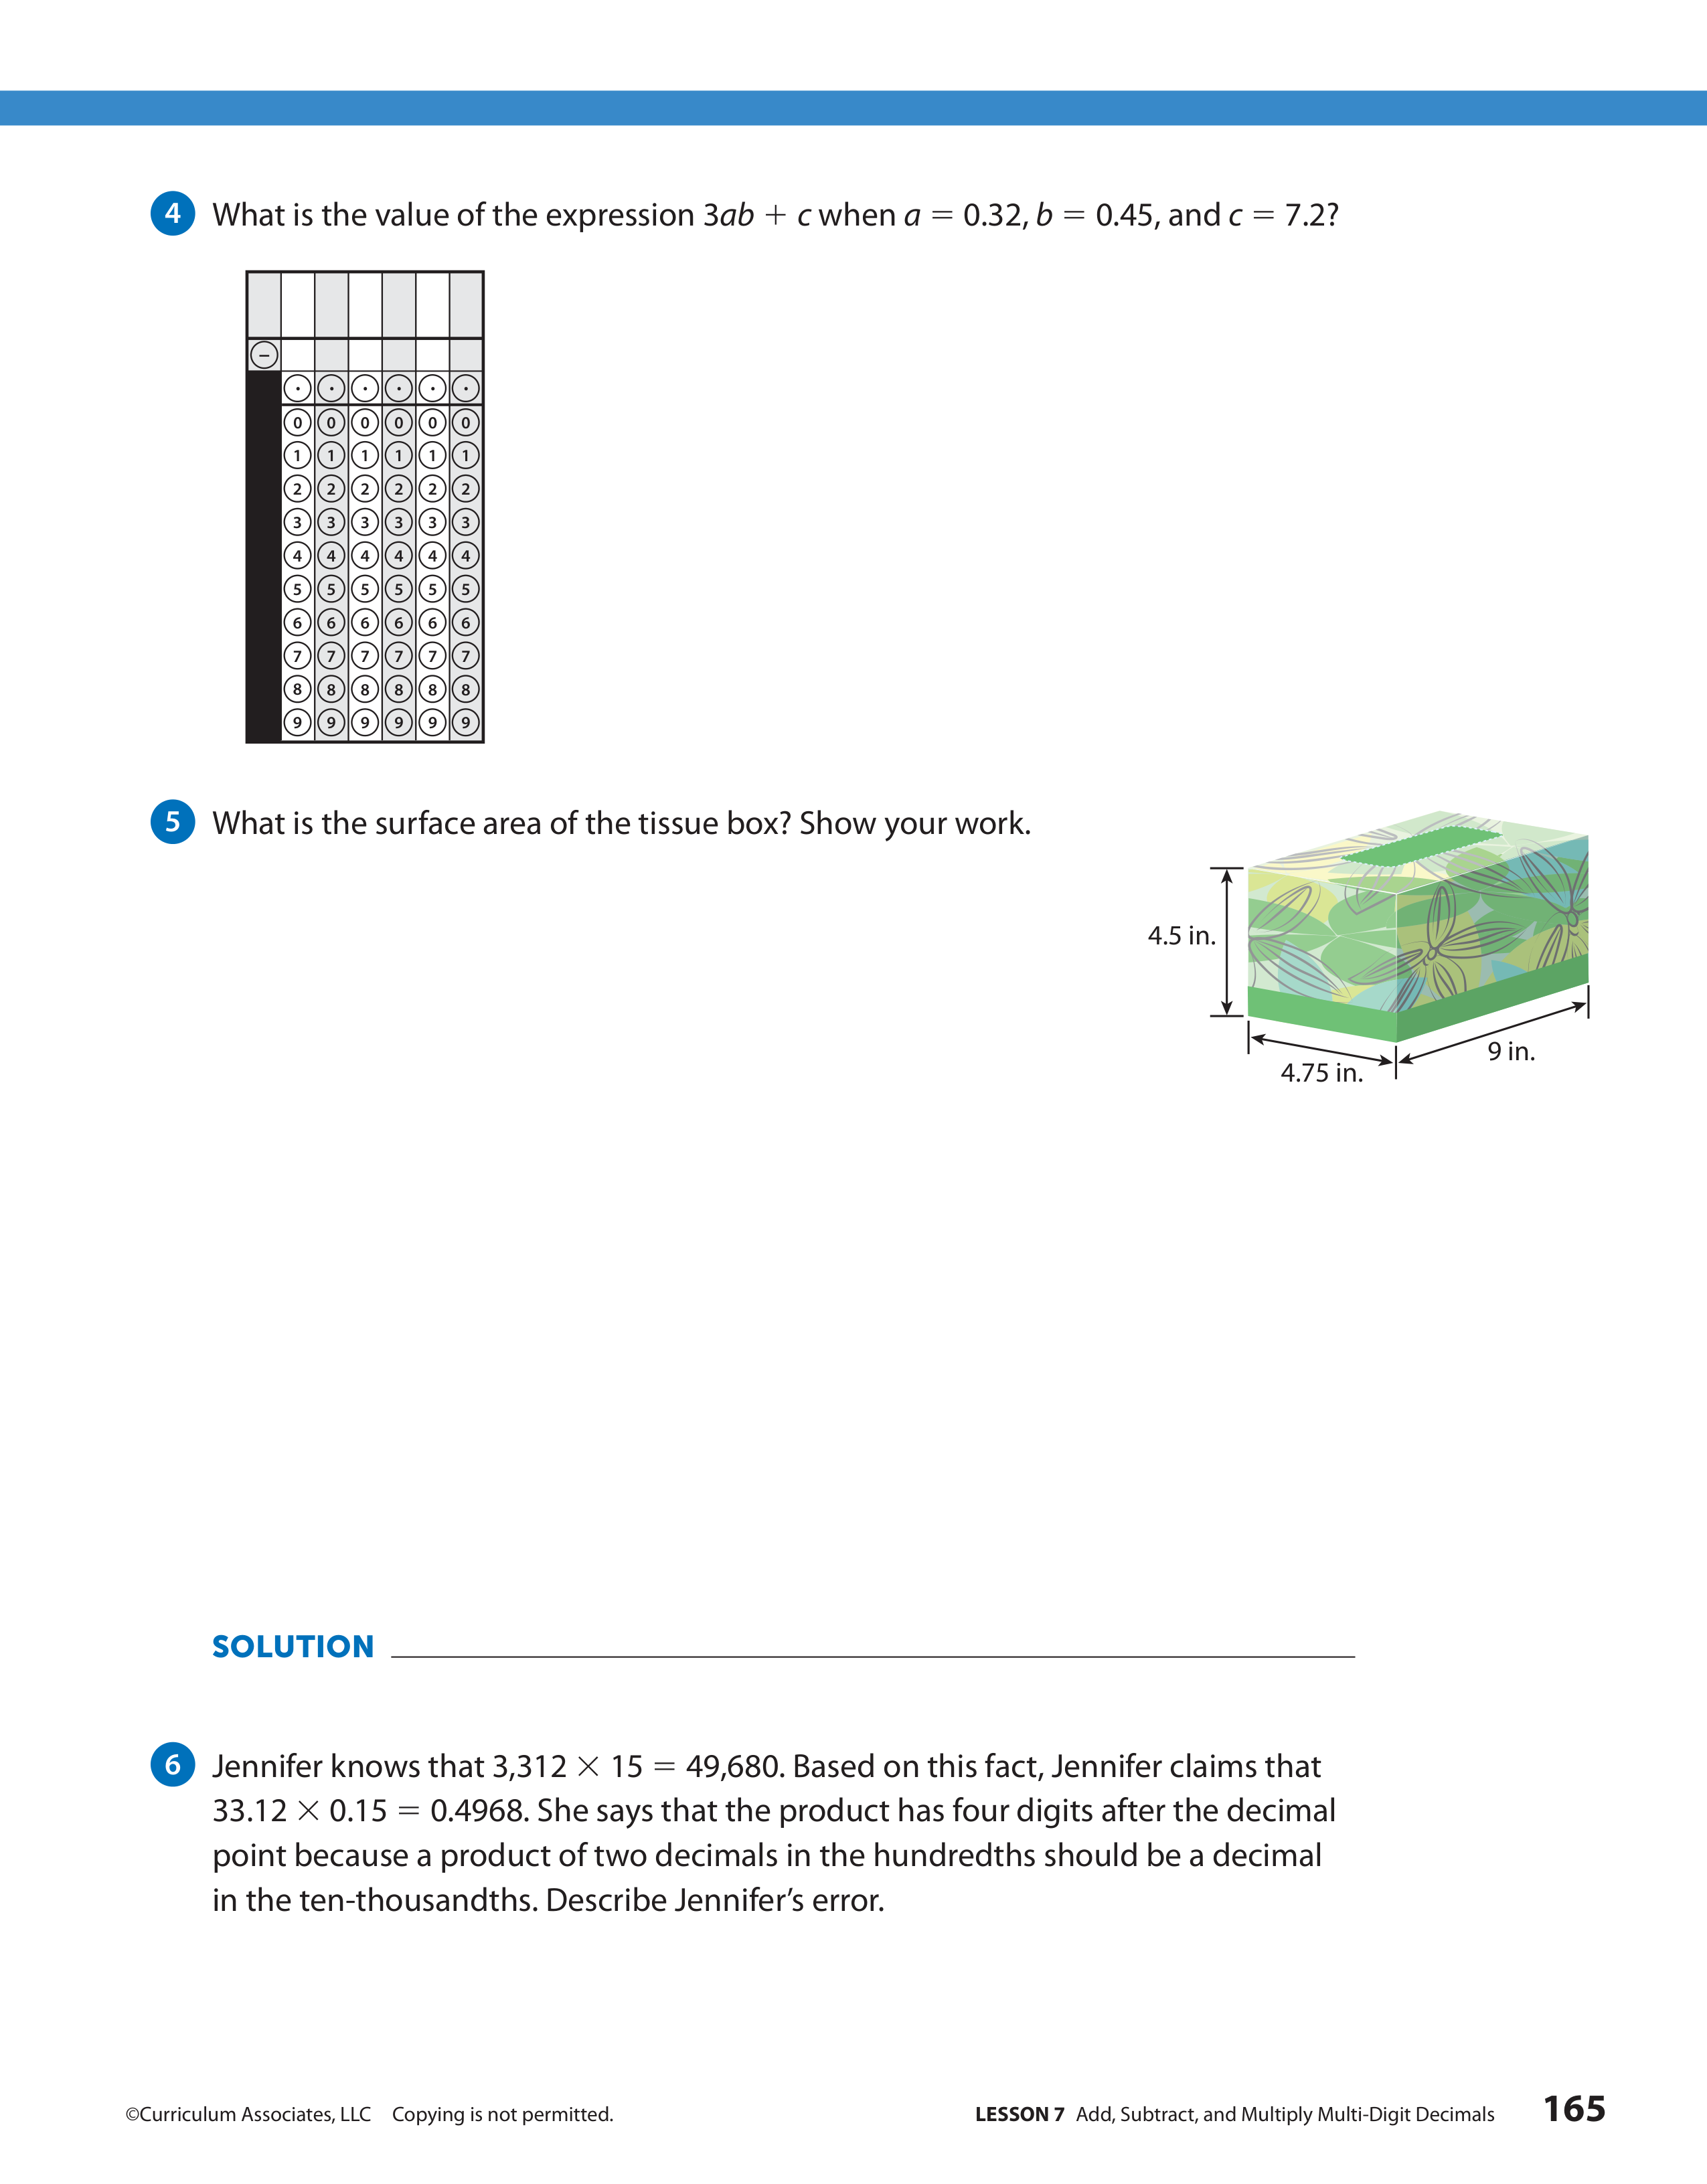 4 What is the value of the expression 3ab + c when a = 0.32, b = 0.45, and c = 7.2?
−
· · · · · ·
0 0 0 0 0 0
1 1 1 1 1 1
2 2 2 2 2 2
3 3 3 3 3 3
4 4 4 4 4 4
5 5 5 5 5 5
6 6 6 6 6 6
7 7 7 7 7 7
8 8 8 8 8 8
9 9 9 9 9 9
5 What is the surface area of the tissue box? Show your work.
4.5 in.
4.75 in.
9 in.
SOLUTION
6 Jennifer knows that 3,312 × 15 = 49,680. Based on this fact, Jennifer claims that
33.12 × 0.15 = 0.4968. She says that the product has four digits after the decimal
point because a product of two decimals in the hundredths should be a decimal
in the ten-thousandths. Describe Jennifer’s error.
©Curriculum Associates, LLC Copying is not permitted.
LESSON 7 Add, Subtract, and Multiply Multi-Digit Decimals 165